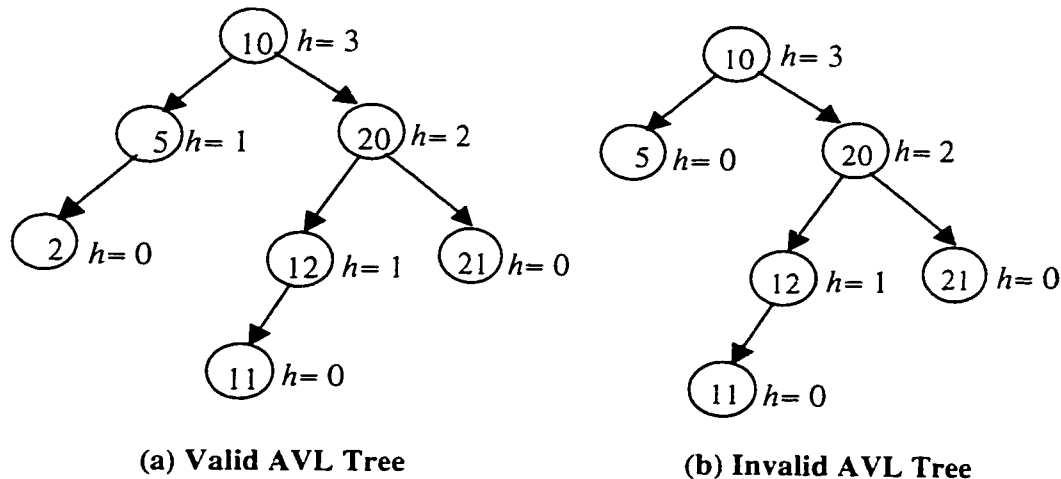 10 h= 3
5 h= 1
20 h= 2
2 h= 0
12 h= 1
21 h= 0
11 h= 0
(a) Valid AVL Tree
10 h= 3
5 h= 0
20 h= 2
12 h= 1
21 h= 0
11 h= 0
(b) Invalid AVL Tree